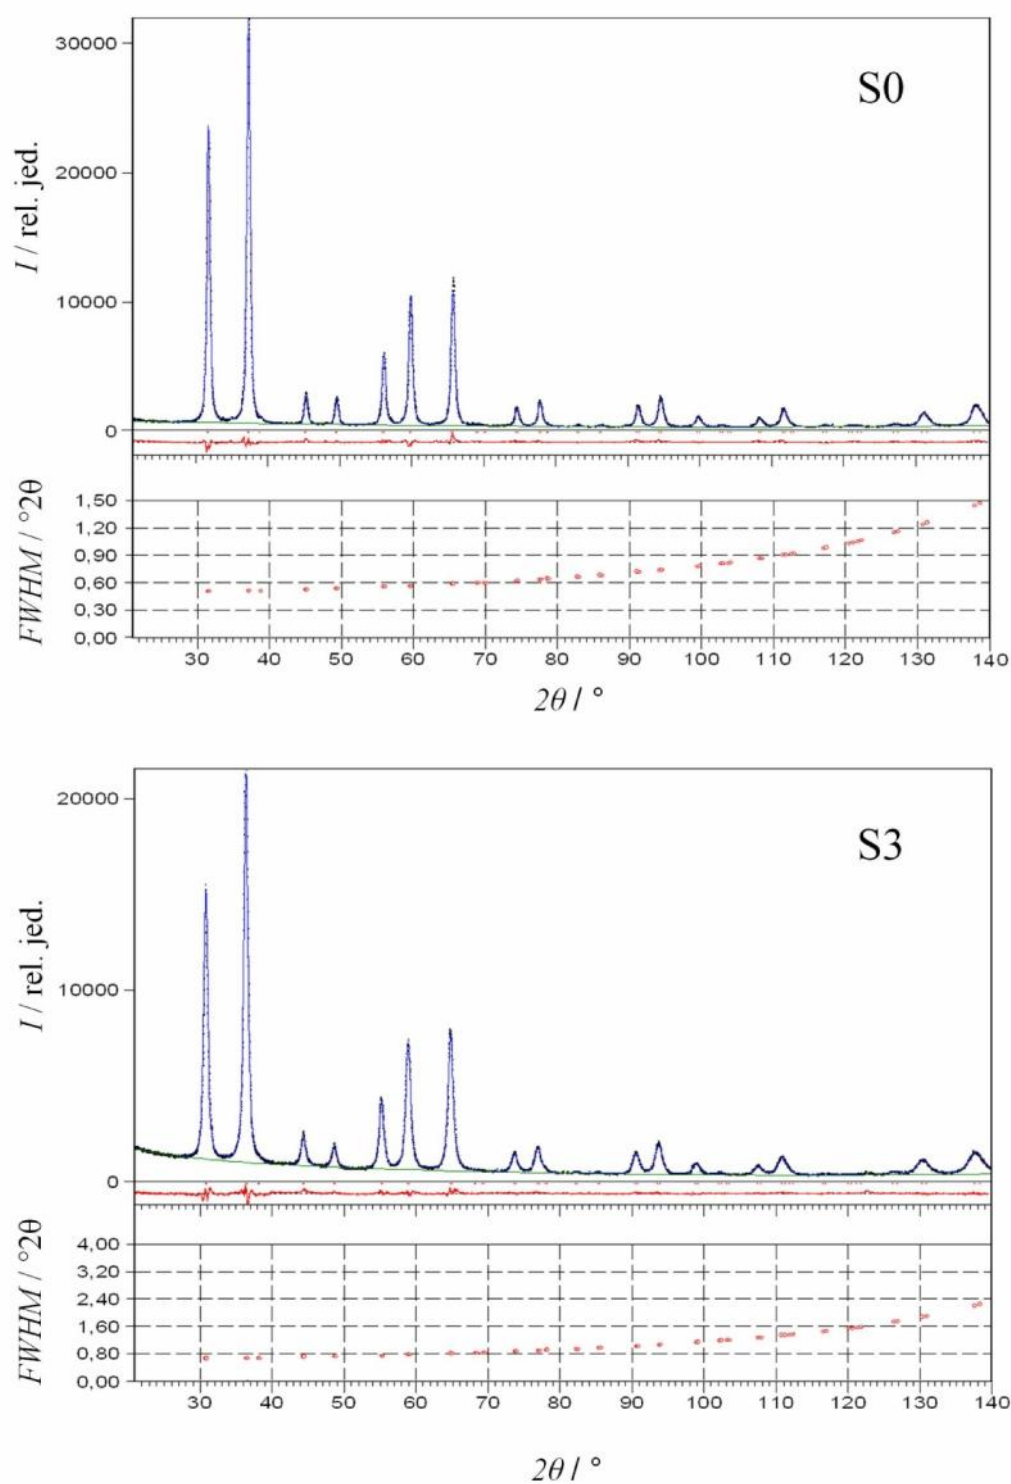 S0
I / rel. jed.
30000
20000
10000
0
FWHM / °2θ
1,50
1,20
0,90
0,60
0,30
0,00
30 40 50 60 70 80 90 100 110 120 130 140
2θ / °
S3
I / rel. jed.
20000
10000
0
FWHM / °2θ
4,00
3,20
2,40
1,60
0,80
0,00
30 40 50 60 70 80 90 100 110 120 130 140
2θ / °